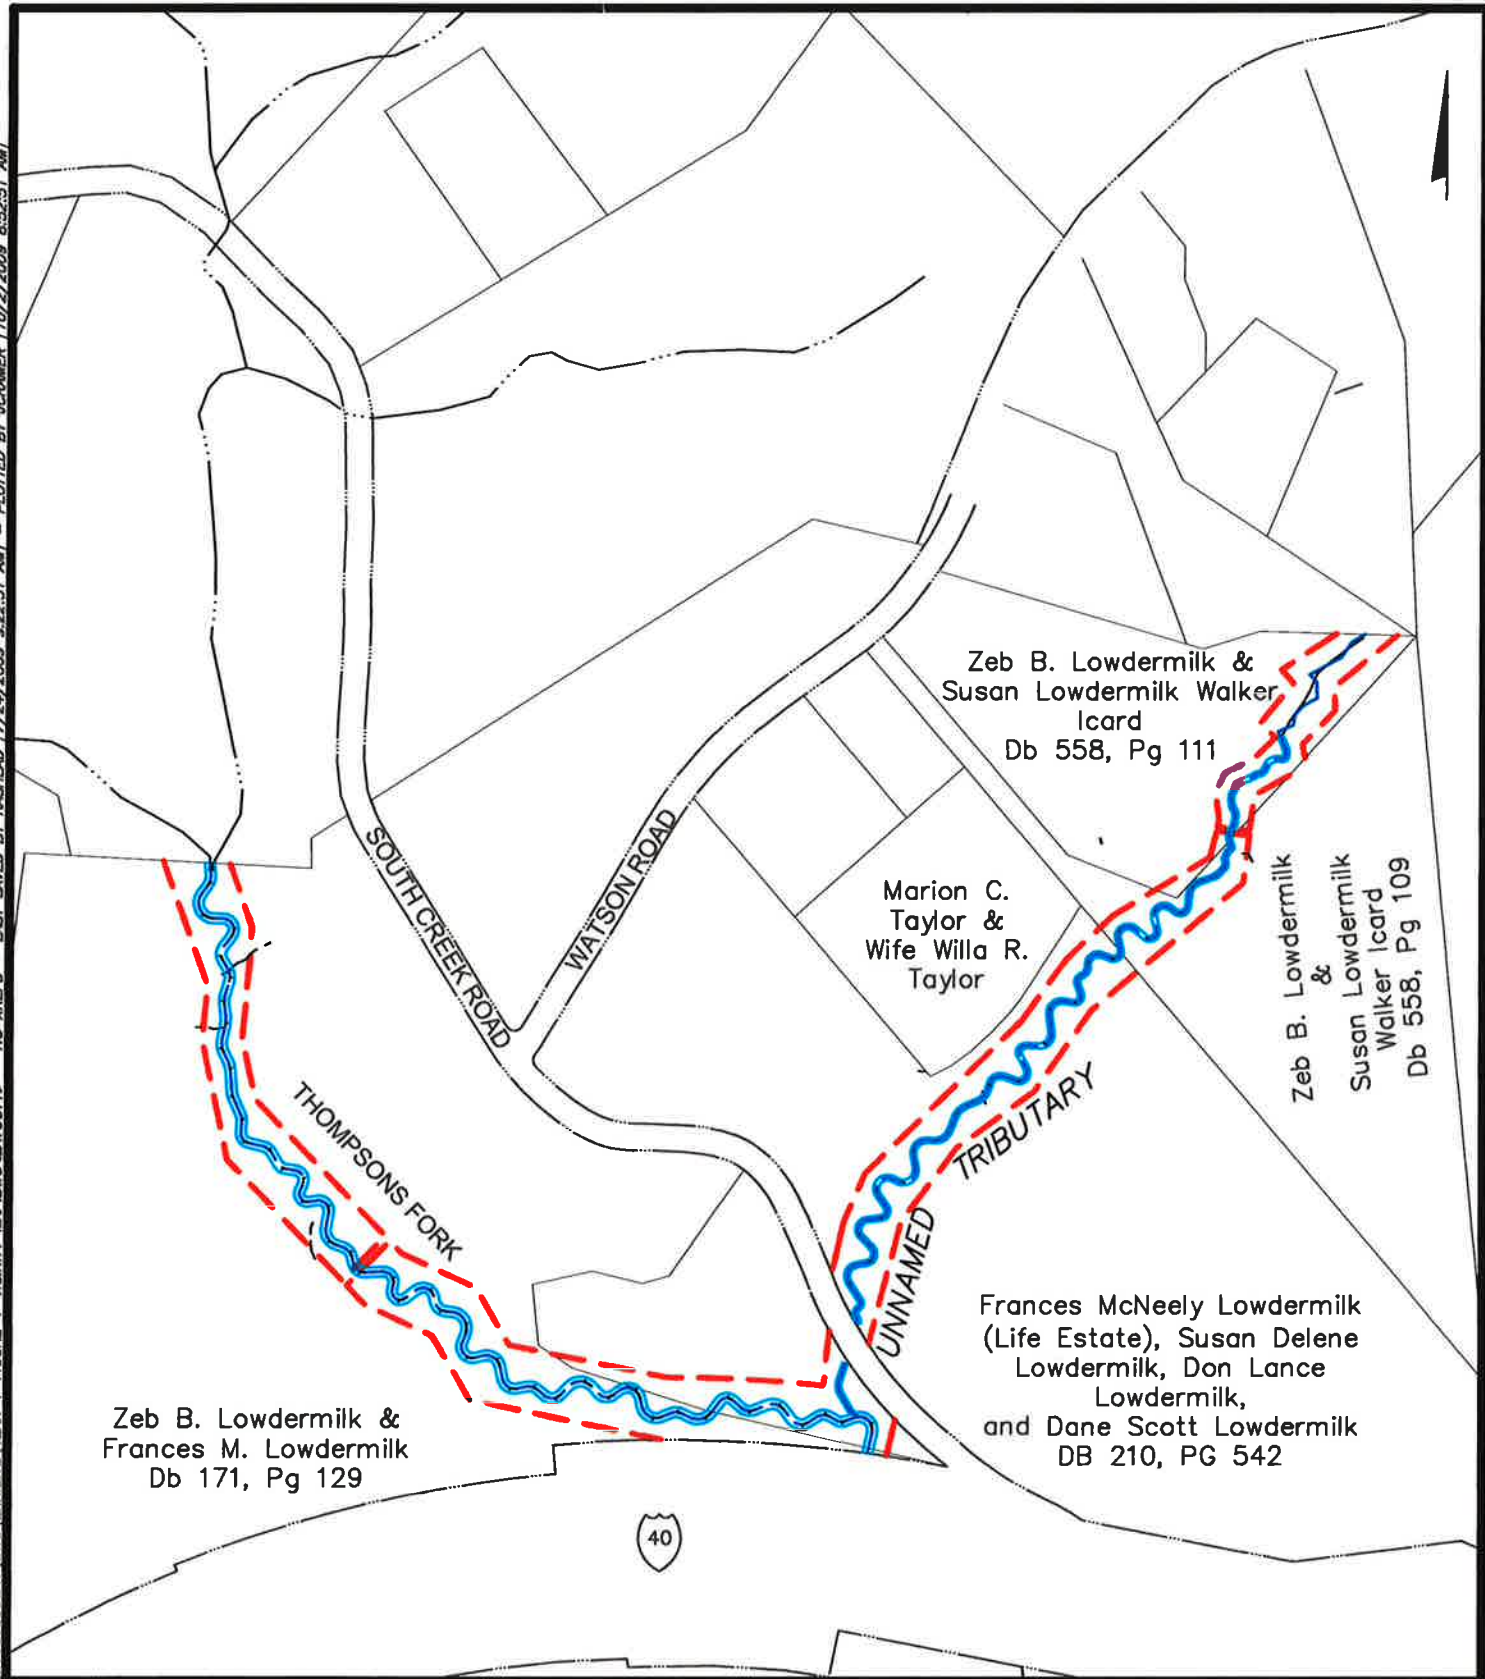 Zeb B. Lowdermilk &
Susan Lowdermilk Walker
Icard
Db 558, Pg 111
SOUTH CREEK ROAD
WATSON ROAD
Marion C.
Taylor &
Wife Willa R.
Taylor
Zeb B. Lowdermilk
&
Susan Lowdermilk
Walker Icard
Db 558, Pg 109
THOMPSONS FORK
UNNAMED
TRIBUTARY
Frances McNeely Lowdermilk
(Life Estate), Susan Delene
Lowdermilk, Don Lance
Lowdermilk,
and Dane Scott Lowdermilk
DB 210, PG 542
Zeb B. Lowdermilk &
Frances M. Lowdermilk
Db 171, Pg 129
40